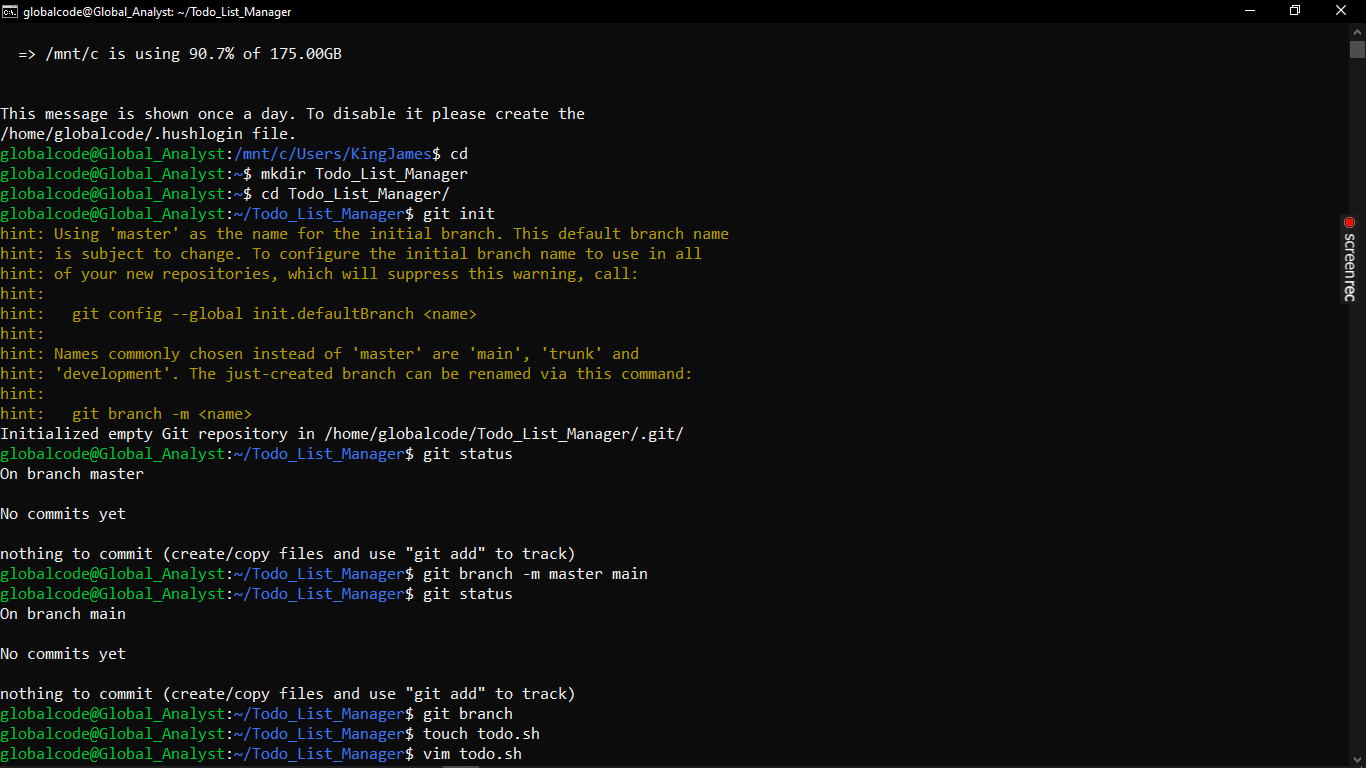 globalcode@Global_Analyst: ~/Todo_List_Manager
=> /mnt/c is using 90.7% of 175.00GB
This message is shown once a day. To disable it please create the
/home/globalcode/.hushlogin file.
globalcode@Global_Analyst:/mnt/c/Users/KingJames$ cd
globalcode@Global_Analyst:~$ mkdir Todo_List_Manager
globalcode@Global_Analyst:~$ cd Todo_List_Manager/
globalcode@Global_Analyst:~/Todo_List_Manager$ git init
hint: Using 'master' as the name for the initial branch. This default branch name
hint: is subject to change. To configure the initial branch name to use in all
hint: of your new repositories, which will suppress this warning, call:
hint:
hint:   git config --global init.defaultBranch <name>
hint:
hint: Names commonly chosen instead of 'master' are 'main', 'trunk' and
hint: 'development'. The just-created branch can be renamed via this command:
hint:
hint:   git branch -m <name>
Initialized empty Git repository in /home/globalcode/Todo_List_Manager/.git/
globalcode@Global_Analyst:~/Todo_List_Manager$ git status
On branch master
No commits yet
nothing to commit (create/copy files and use "git add" to track)
globalcode@Global_Analyst:~/Todo_List_Manager$ git branch -m master main
globalcode@Global_Analyst:~/Todo_List_Manager$ git status
On branch main
No commits yet
nothing to commit (create/copy files and use "git add" to track)
globalcode@Global_Analyst:~/Todo_List_Manager$ git branch
globalcode@Global_Analyst:~/Todo_List_Manager$ touch todo.sh
globalcode@Global_Analyst:~/Todo_List_Manager$ vim todo.sh
screenrec